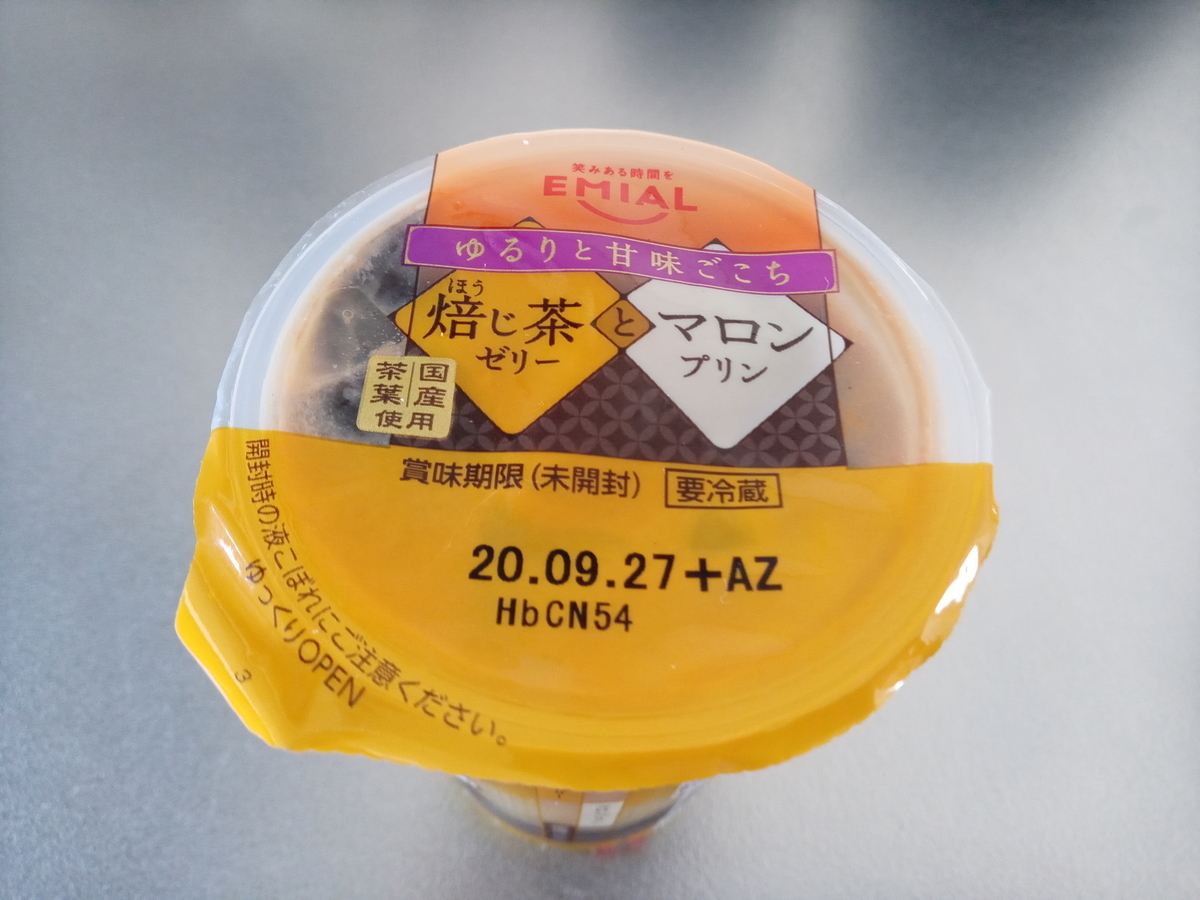 笑みある時間を
EMIAL
ゆるりと甘味ごこち
ほう
焙じ茶
ゼリー
と
マロン
プリン
国産
茶葉
使用
賞味期限(未開封) 要冷蔵
20.09.27+AZ
HbCN54
開封時の液こぼれにご注意ください。
ゆっくりOPEN
3